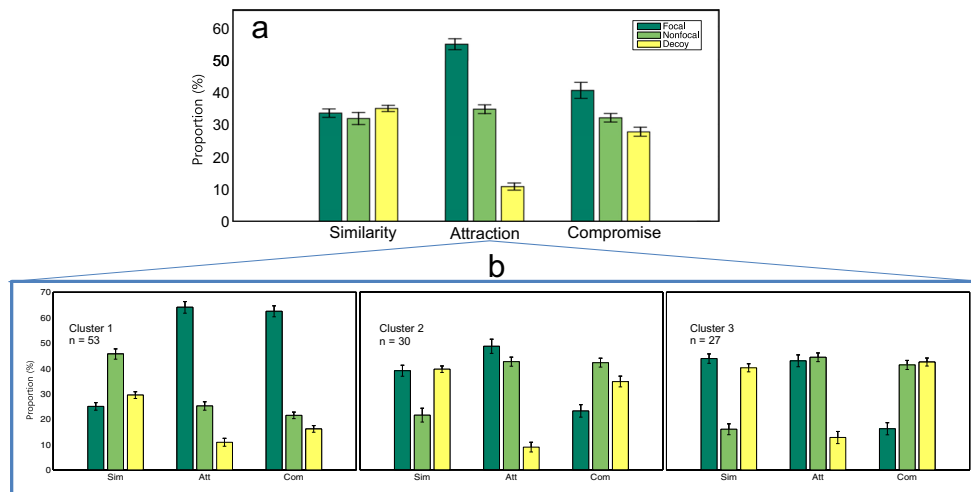 a
Focal
Nonfocal
Decoy
Proportion (%)
60
50
40
30
20
10
0
Similarity
Attraction
Compromise
b
Proportion (%)
70
60
50
40
30
20
10
0
Cluster 1
n = 53
Sim
Att
Com
Cluster 2
n = 30
Sim
Att
Com
Cluster 3
n = 27
Sim
Att
Com